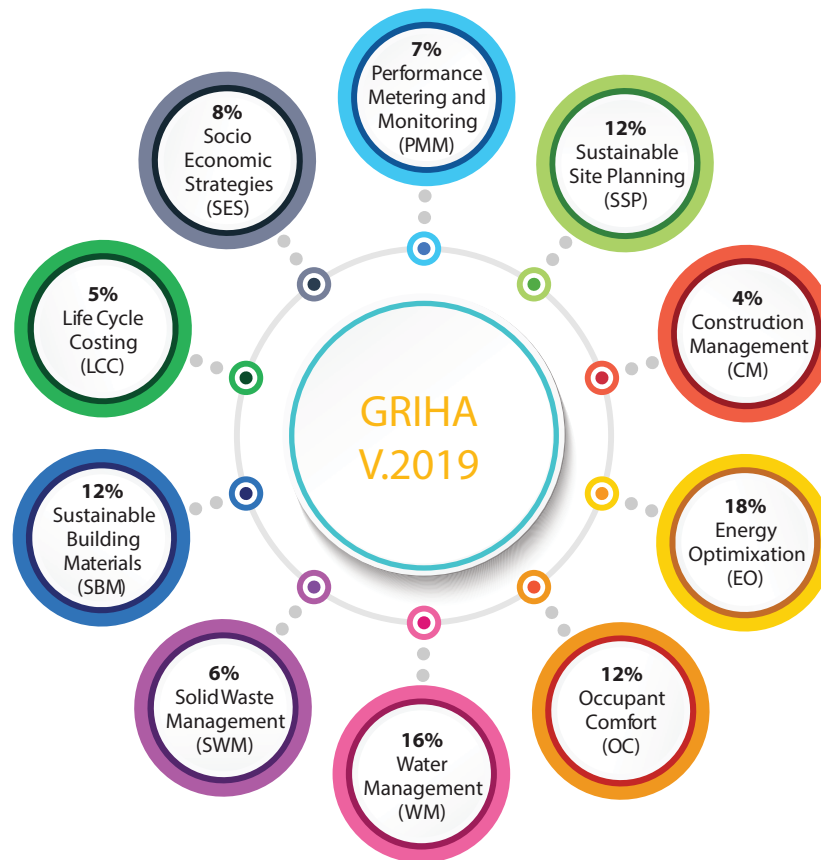 7%
Performance
Metering and
Monitoring
(PMM)
12%
Sustainable
Site Planning
(SSP)
4%
Construction
Management
(CM)
18%
Energy
Optimixation
(EO)
12%
Occupant
Comfort
(OC)
16%
Water
Management
(WM)
6%
Solid Waste
Management
(SWM)
12%
Sustainable
Building
Materials
(SBM)
5%
Life Cycle
Costing
(LCC)
8%
Socio
Economic
Strategies
(SES)
GRIHA
V.2019